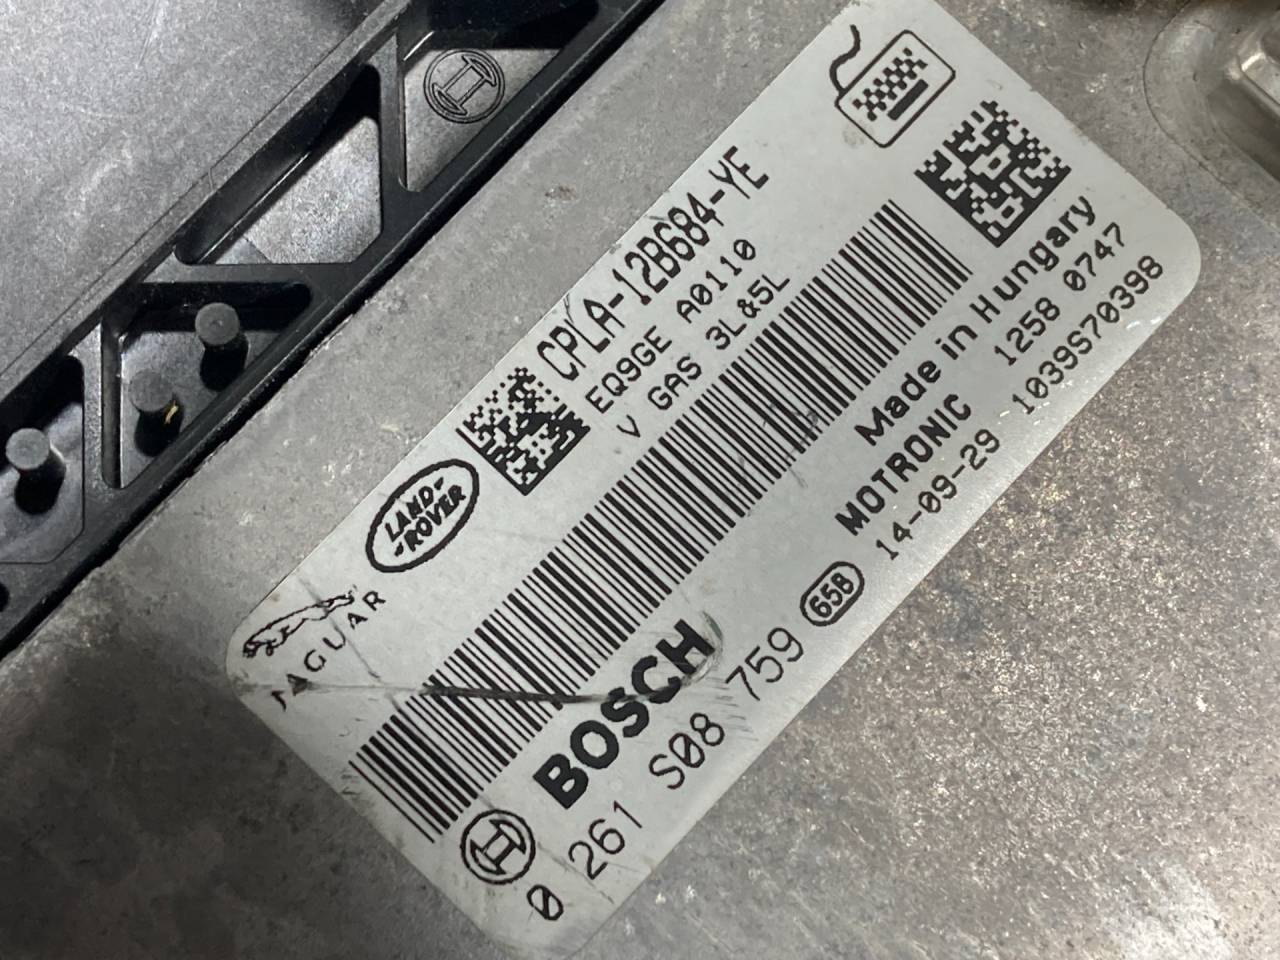 CPLA-12B684-YE
EQ9GE A0110
V GAS 3L&5L
LAND-
-ROVER
JAGUAR
Made in Hungary
MOTRONIC 1258 0747
14-09-29 1039S70398
BOSCH
0 261 S08 759 65B